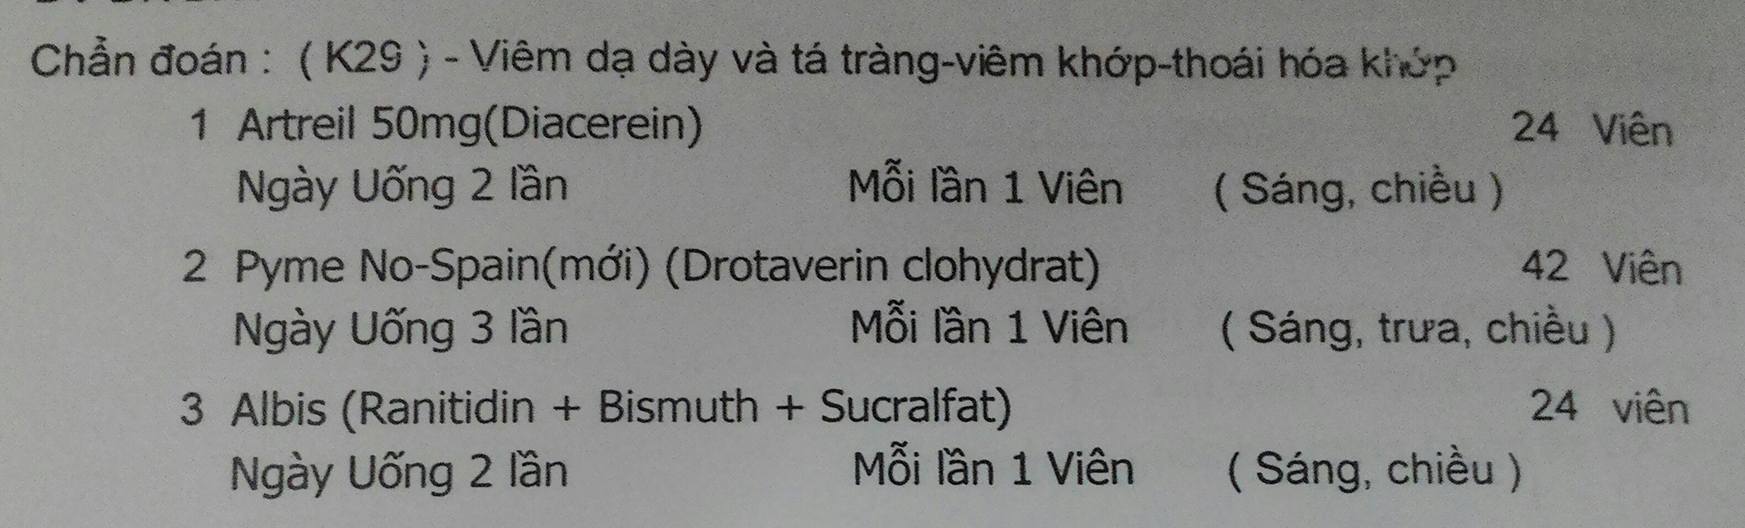 Chẩn đoán : ( K29 ) - Viêm dạ dày và tá tràng-viêm khớp-thoái hóa khớp
1 Artreil 50mg(Diacerein) 24 Viên
Ngày Uống 2 lần Mỗi lần 1 Viên ( Sáng, chiều )
2 Pyme No-Spain(mới) (Drotaverin clohydrat) 42 Viên
Ngày Uống 3 lần Mỗi lần 1 Viên ( Sáng, trưa, chiều )
3 Albis (Ranitidin + Bismuth + Sucralfat) 24 viên
Ngày Uống 2 lần Mỗi lần 1 Viên ( Sáng, chiều )